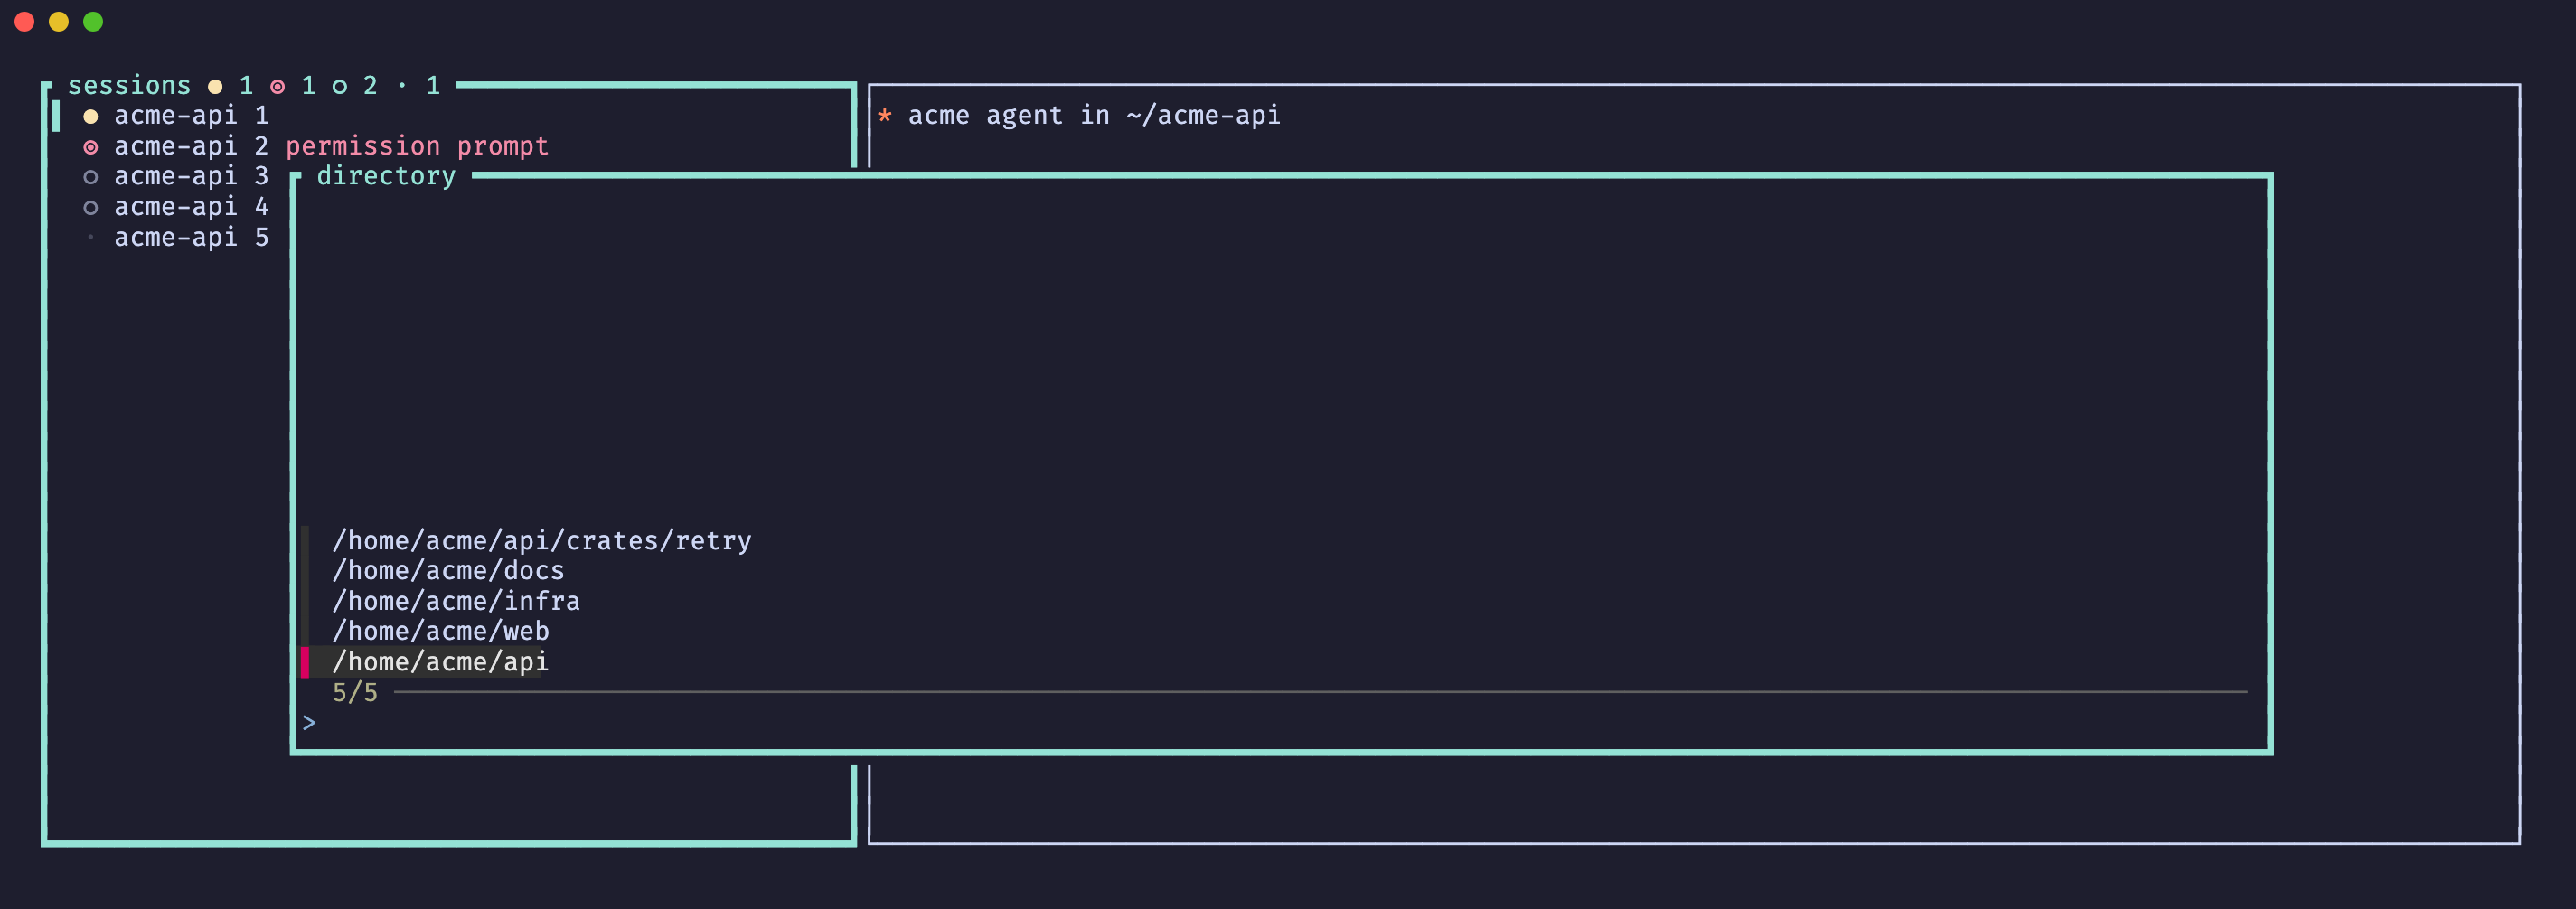 sessions ● 1 ◉ 1 ○ 2 · 1
● acme-api 1
◉ acme-api 2 permission prompt
○ acme-api 3
○ acme-api 4
· acme-api 5
* acme agent in ~/acme-api
directory
/home/acme/api/crates/retry
/home/acme/docs
/home/acme/infra
/home/acme/web
/home/acme/api
5/5
>